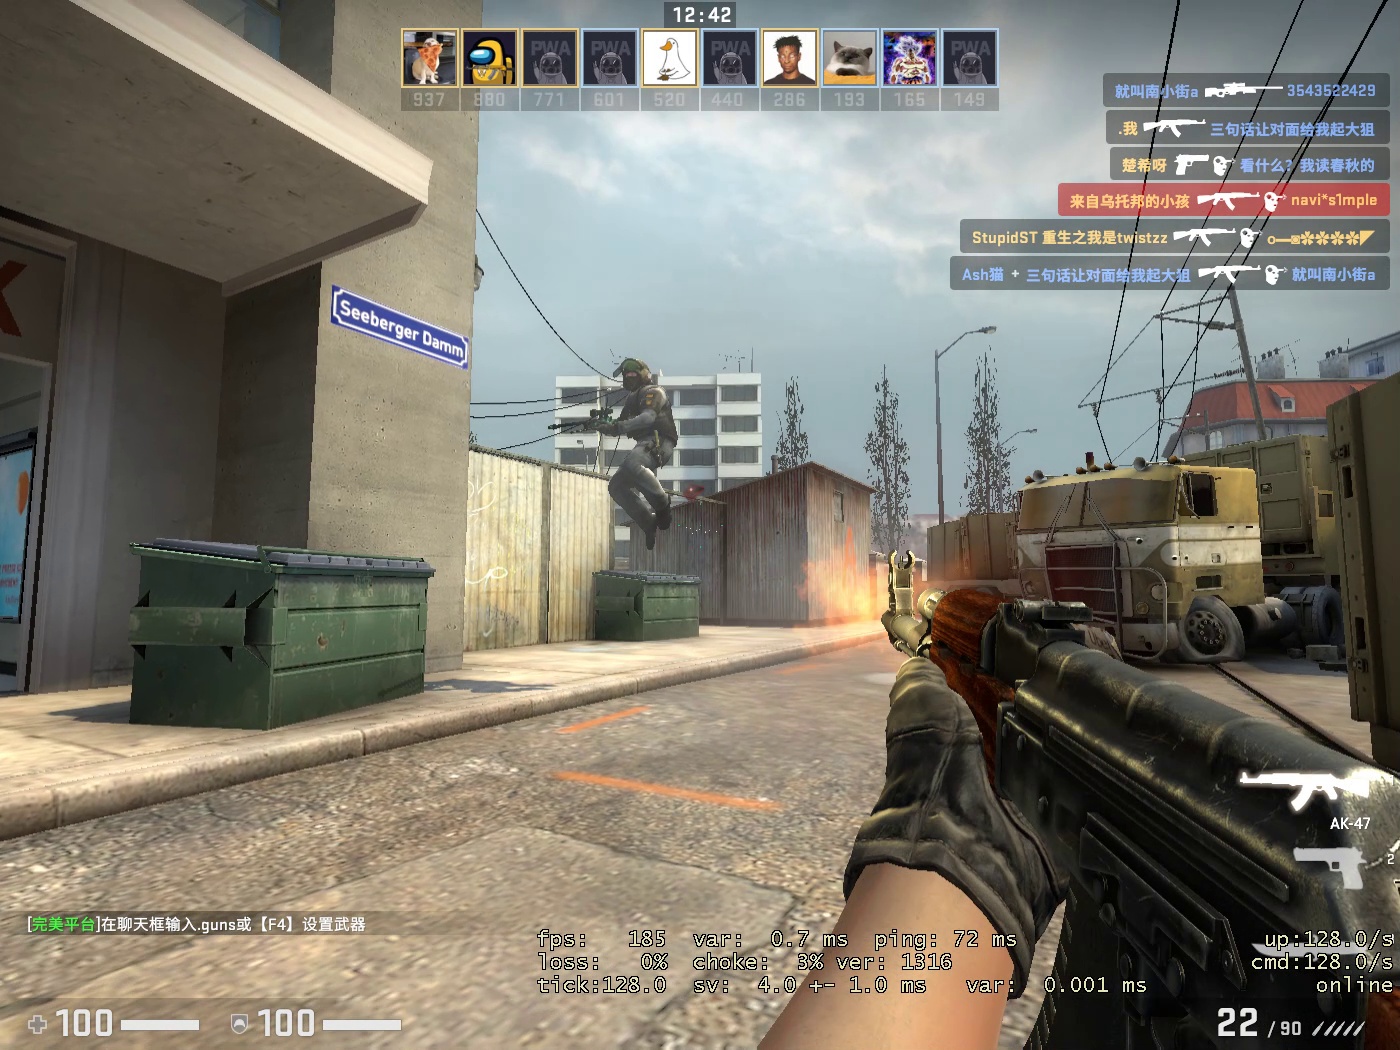 12:42
PWA PWA PWA PWA
937 880 771 601 520 440 286 193 165 149
就叫南小街a 3543522429
.我 三句话让对面给我起大狙
楚希呀 看什么？我读春秋的
来自乌托邦的小孩 navi*s1mple
StupidST 重生之我是twistzz
Ash猫 + 三句话让对面给我起大狙 就叫南小街a
Seeberger Damm
AK-47
2
[完美平台]在聊天框输入.guns或【F4】设置武器
fps: 185 var: 0.7 ms ping: 72 ms
loss: 0% choke: 3% ver: 1316
tick:128.0 sv: 4.0 +- 1.0 ms var: 0.001 ms
up:128.0/s
cmd:128.0/s
online
100 100
22 / 90